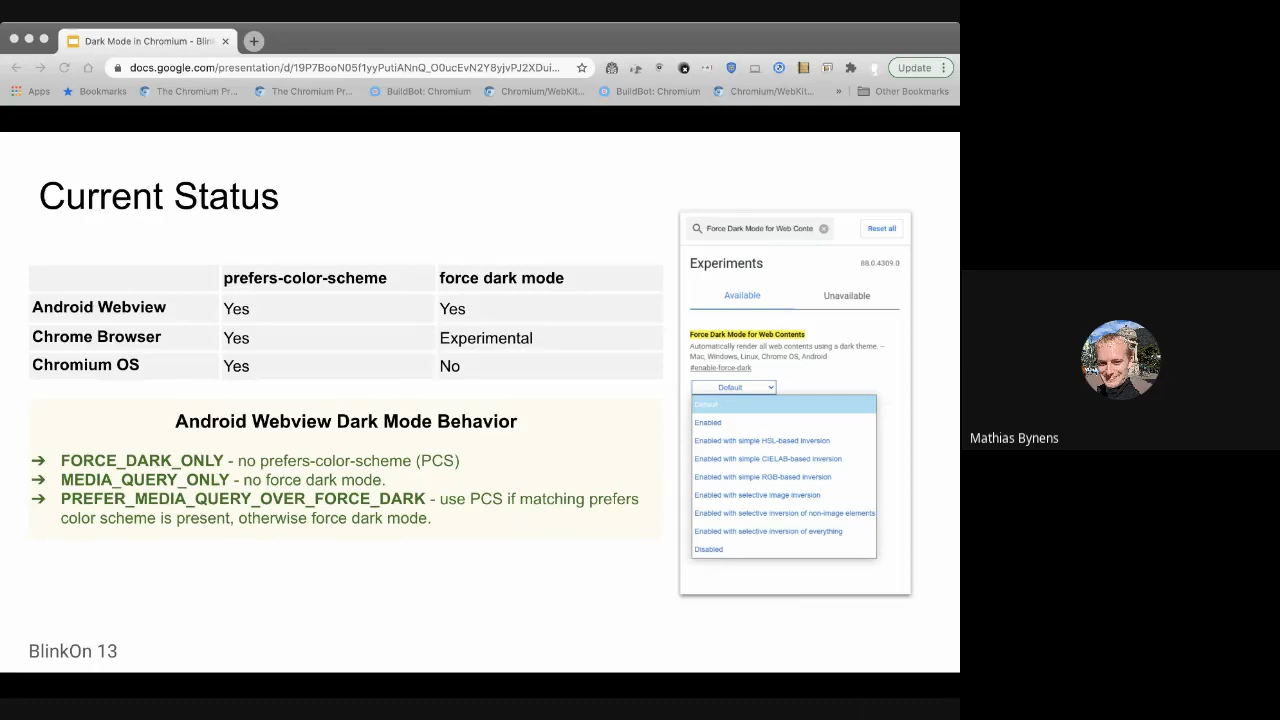 Dark Mode in Chromium - Blin
docs.google.com/presentation/d/19P7BooN05f1yyPutiANnQ_O0ucEvN2Y8yjvPJ2XDui...
Update
Apps
Bookmarks
The Chromium Pr...
The Chromium Pr...
BuildBot: Chromium
Chromium/WebKit...
BuildBot: Chromium
Chromium/WebKit...
»
Other Bookmarks
Current Status
prefers-color-scheme force dark mode
Android Webview Yes Yes
Chrome Browser Yes Experimental
Chromium OS Yes No
Android Webview Dark Mode Behavior
➔ FORCE_DARK_ONLY - no prefers-color-scheme (PCS)
➔ MEDIA_QUERY_ONLY - no force dark mode.
➔ PREFER_MEDIA_QUERY_OVER_FORCE_DARK - use PCS if matching prefers
color scheme is present, otherwise force dark mode.
BlinkOn 13
Force Dark Mode for Web Conte
Reset all
Experiments
88.0.4309.0
Available
Unavailable
Force Dark Mode for Web Contents
Automatically render all web contents using a dark theme. –
Mac, Windows, Linux, Chrome OS, Android
#enable-force-dark
Default
Default
Enabled
Enabled with simple HSL-based inversion
Enabled with simple CIELAB-based inversion
Enabled with simple RGB-based inversion
Enabled with selective image inversion
Enabled with selective inversion of non-image elements
Enabled with selective inversion of everything
Disabled
Mathias Bynens